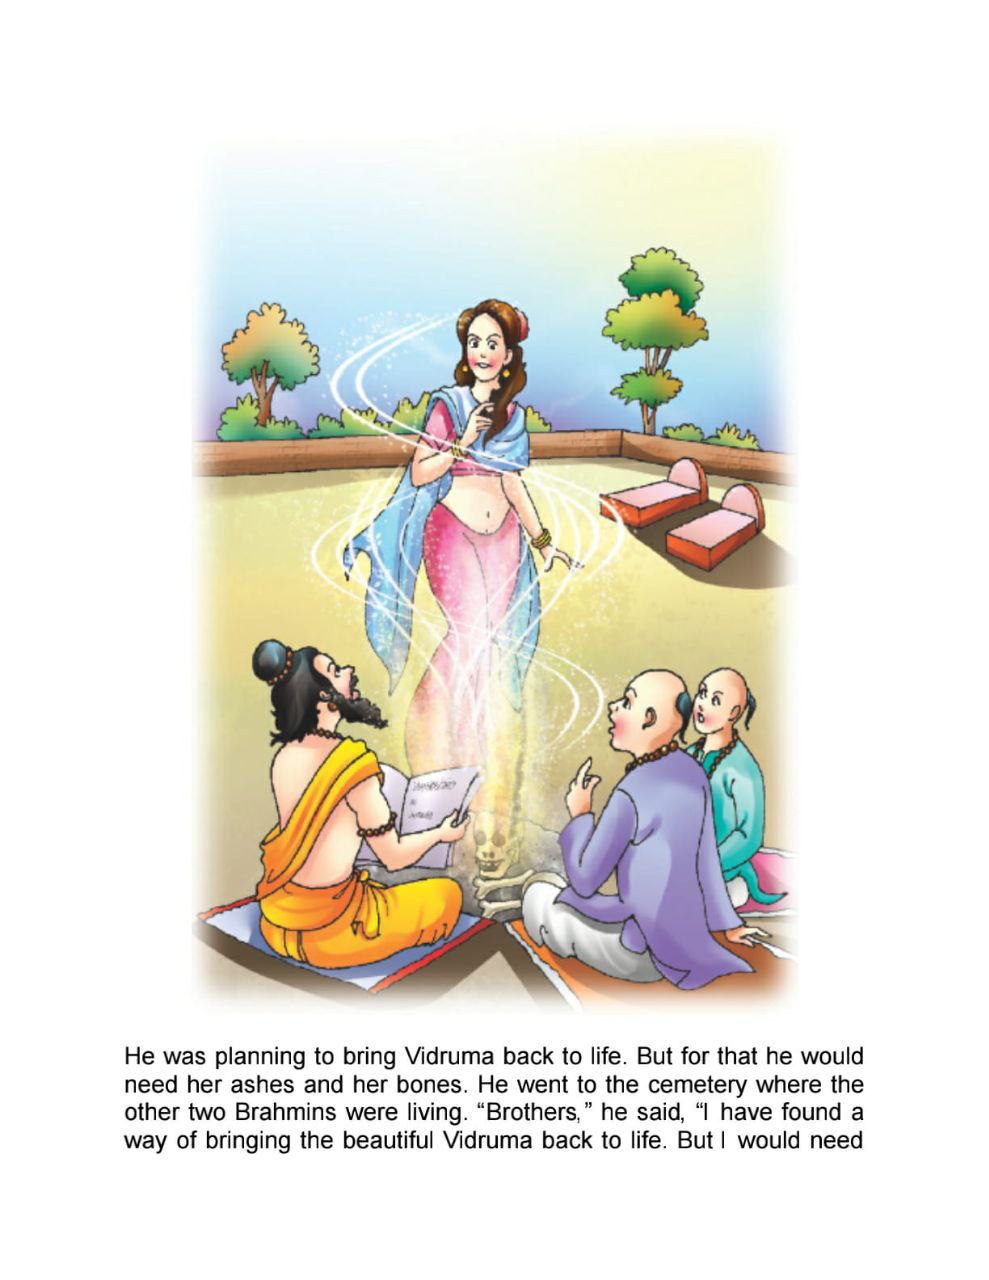 He was planning to bring Vidruma back to life. But for that he would
need her ashes and her bones. He went to the cemetery where the
other two Brahmins were living. “Brothers,” he said, “I have found a
way of bringing the beautiful Vidruma back to life. But I would need